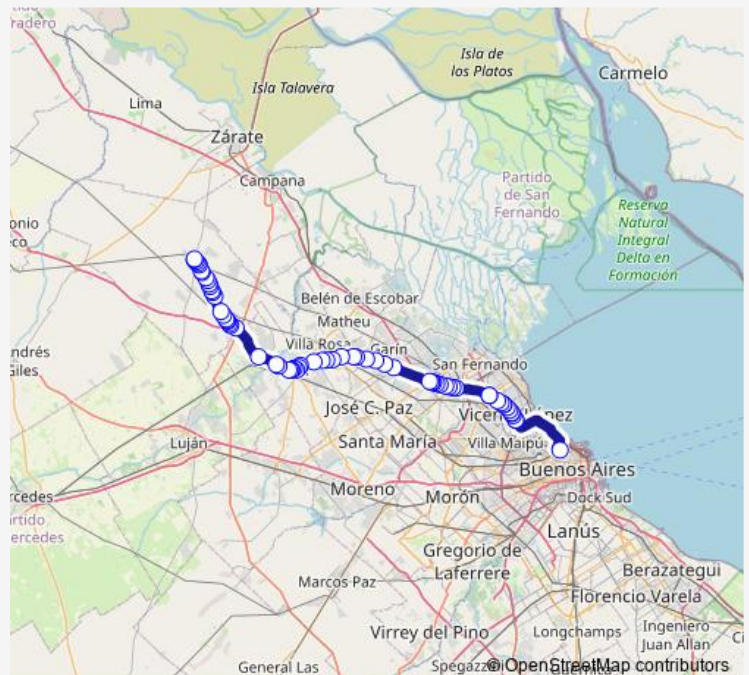 Isla de
los Platos
Carmelo
Isla Talavera
Lima
Zárate
Campana
Partido
de San
Fernando
Reserva
Natural
Integral
Delta en
Formación
Belén de Escobar
Matheu
Villa Rosa
Garín
San Fernando
José C. Paz
Santa María
Villa Maipú
Luján
Buenos Aires
Moreno
Morón
Dock Sud
Lanús
Gregorio de
Laferrere
Berazategui
Marcos Paz
Florencio Varela
Virrey del Pino
Longchamps
Ingeniero
Juan Allan
General Las
© OpenStreetMap contributors